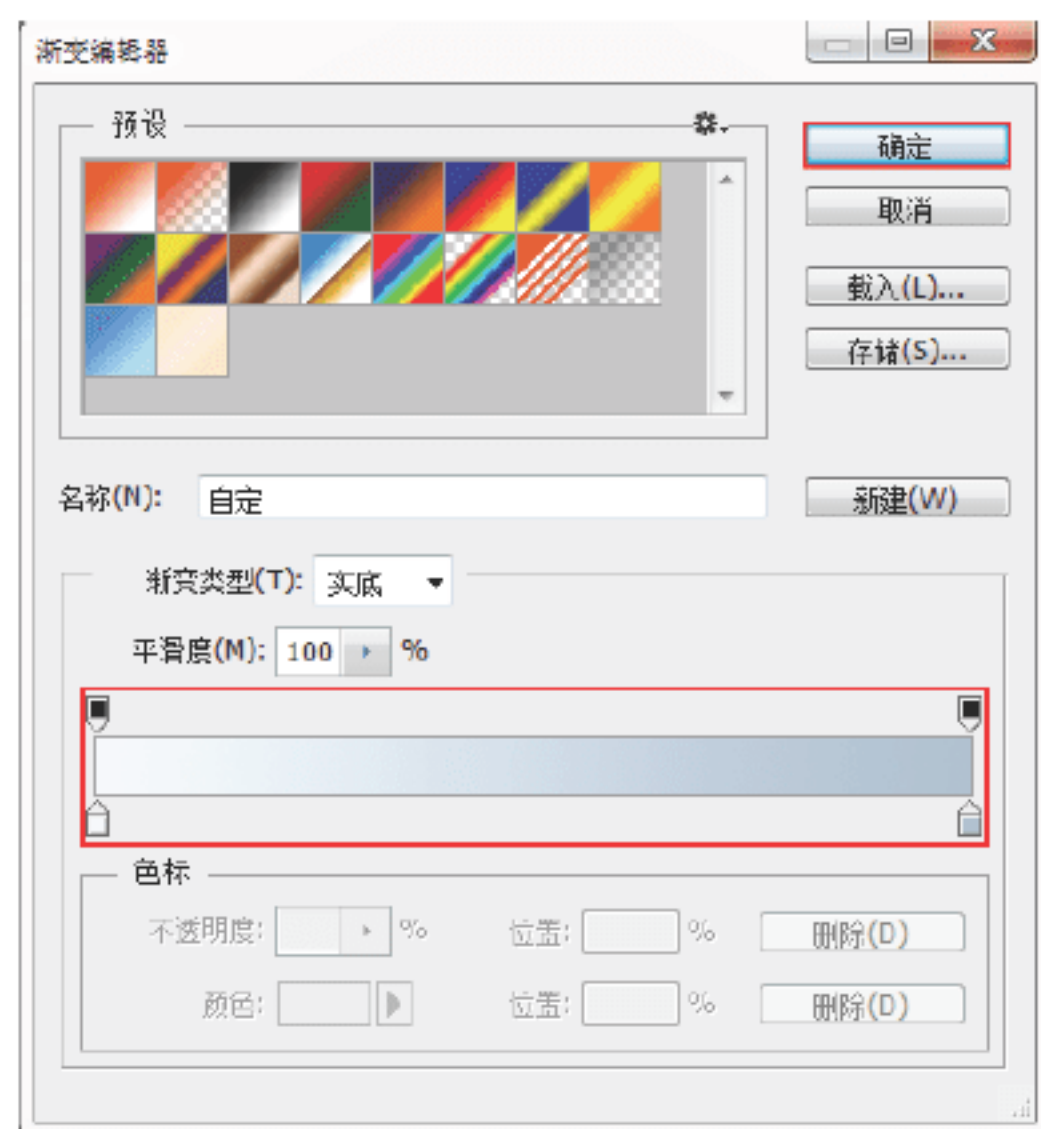 渐变编辑器
预设
确定
取消
载入(L)...
存储(S)...
名称(N): 自定
新建(W)
渐变类型(T): 实底
平滑度(M): 100 %
色标
不透明度: % 位置: % 删除(D)
颜色: 位置: % 删除(D)